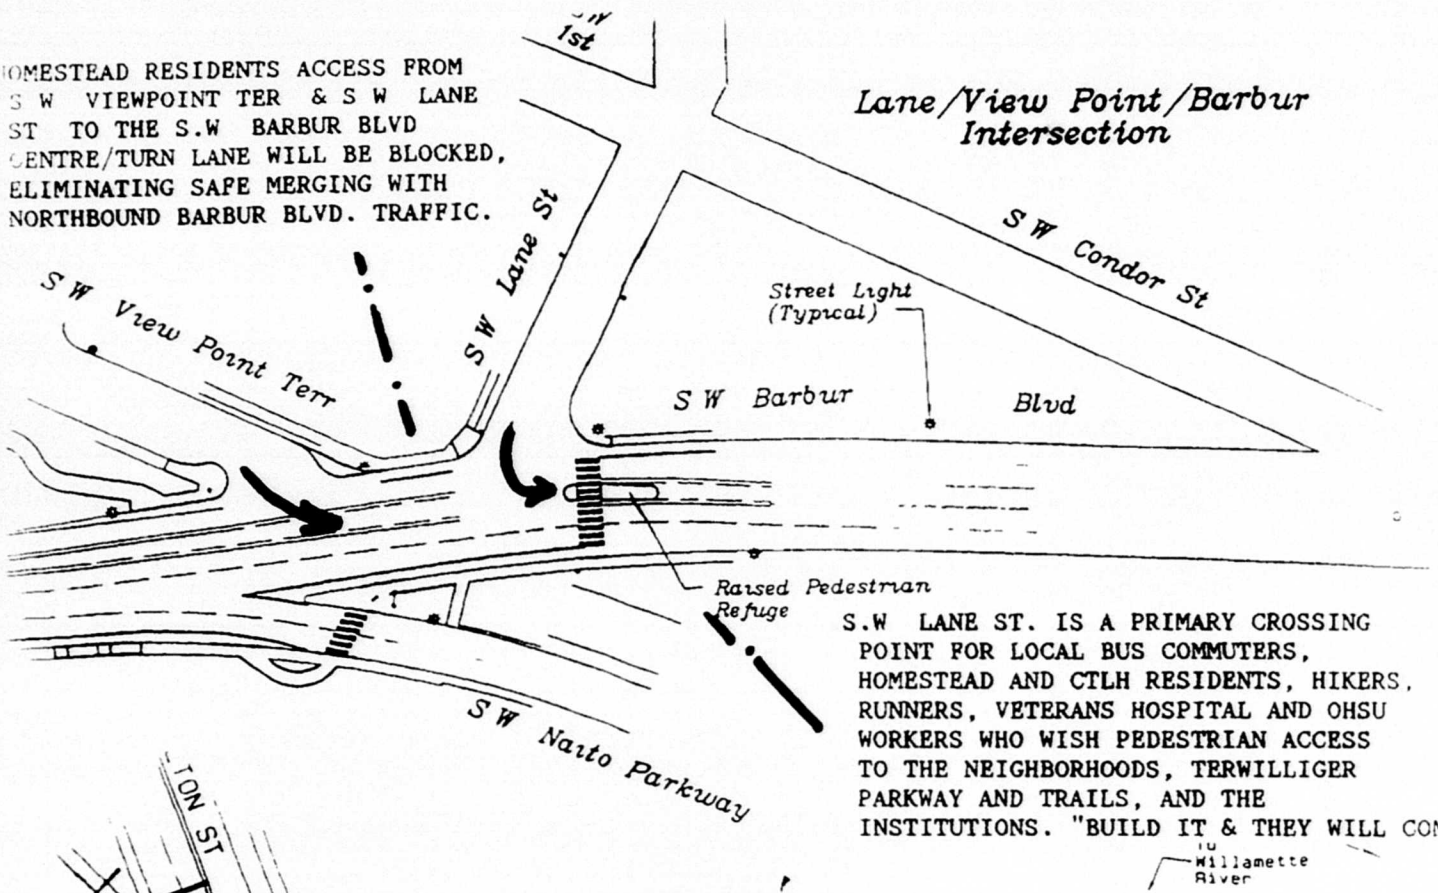 1st
Lane/View Point/Barbur
Intersection
HOMESTEAD RESIDENTS ACCESS FROM
S W VIEWPOINT TER & S W LANE
ST TO THE S.W BARBUR BLVD
CENTRE/TURN LANE WILL BE BLOCKED,
ELIMINATING SAFE MERGING WITH
NORTHBOUND BARBUR BLVD. TRAFFIC.
S W Lane St
S W Condor St
S W View Point Terr
Street Light
(Typical)
S W Barbur Blvd
Raised Pedestrian
Refuge
S.W LANE ST. IS A PRIMARY CROSSING
POINT FOR LOCAL BUS COMMUTERS,
HOMESTEAD AND CTLH RESIDENTS, HIKERS,
RUNNERS, VETERANS HOSPITAL AND OHSU
WORKERS WHO WISH PEDESTRIAN ACCESS
TO THE NEIGHBORHOODS, TERWILLIGER
PARKWAY AND TRAILS, AND THE
INSTITUTIONS. "BUILD IT & THEY WILL
S W Naito Parkway
TON ST
To
Willamette
River